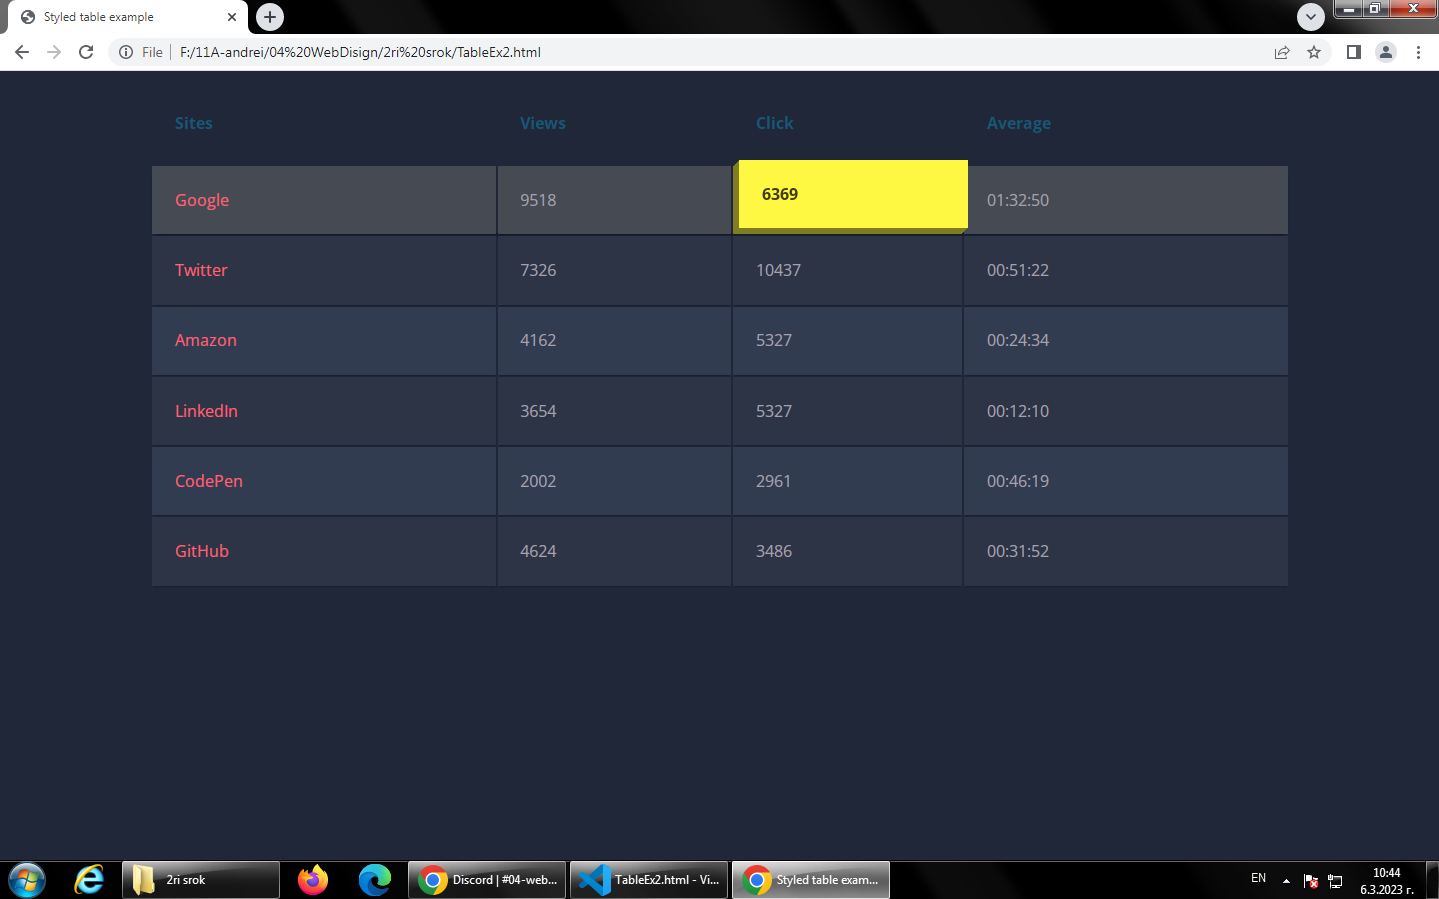 Styled table example
File F:/11A-andrei/04%20WebDisign/2ri%20srok/TableEx2.html
Sites Views Click Average
Google 9518 6369 01:32:50
Twitter 7326 10437 00:51:22
Amazon 4162 5327 00:24:34
LinkedIn 3654 5327 00:12:10
CodePen 2002 2961 00:46:19
GitHub 4624 3486 00:31:52
2ri srok Discord | #04-web... TableEx2.html - Vi... Styled table exam... EN 10:44
6.3.2023 г.